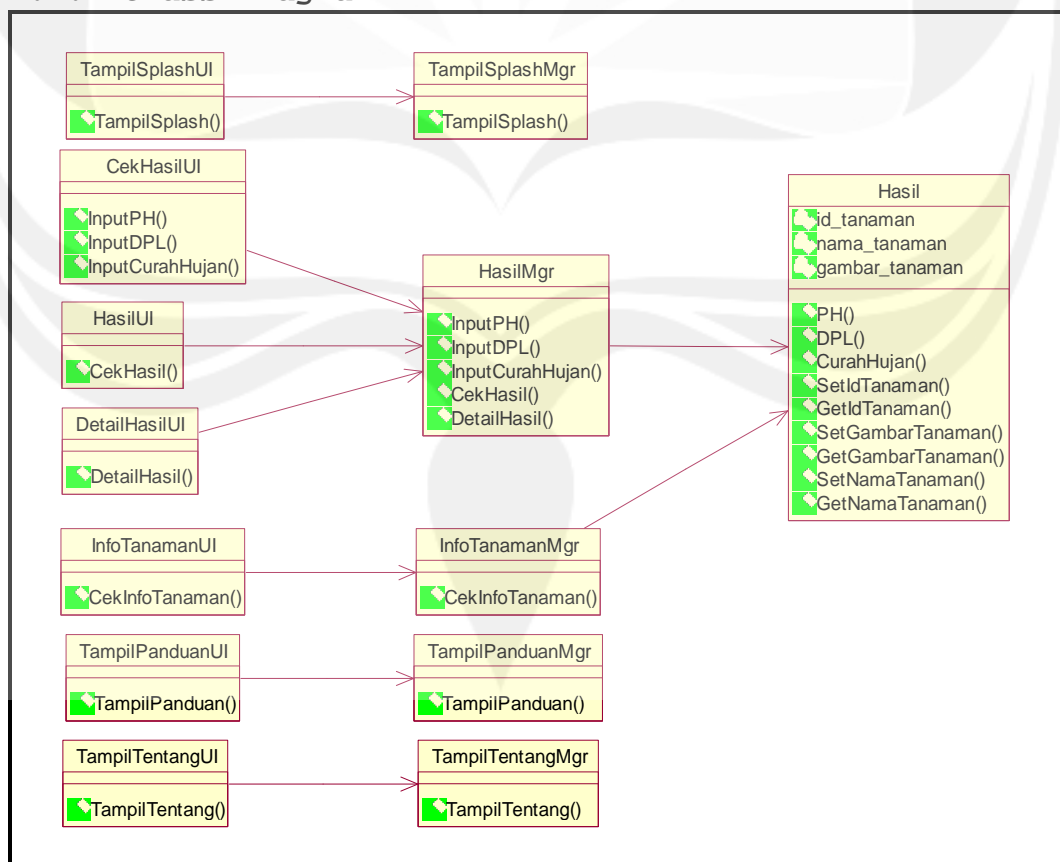 TampilSplashUI
TampilSplash()
TampilSplashMgr
TampilSplash()
CekHasilUI
InputPH()
InputDPL()
InputCurahHujan()
HasilUI
CekHasil()
DetailHasilUI
DetailHasil()
HasilMgr
InputPH()
InputDPL()
InputCurahHujan()
CekHasil()
DetailHasil()
Hasil
id_tanaman
nama_tanaman
gambar_tanaman
PH()
DPL()
CurahHujan()
SetIdTanaman()
GetIdTanaman()
SetGambarTanaman()
GetGambarTanaman()
SetNamaTanaman()
GetNamaTanaman()
InfoTanamanUI
CekInfoTanaman()
InfoTanamanMgr
CekInfoTanaman()
TampilPanduanUI
TampilPanduan()
TampilPanduanMgr
TampilPanduan()
TampilTentangUI
TampilTentang()
TampilTentangMgr
TampilTentang()